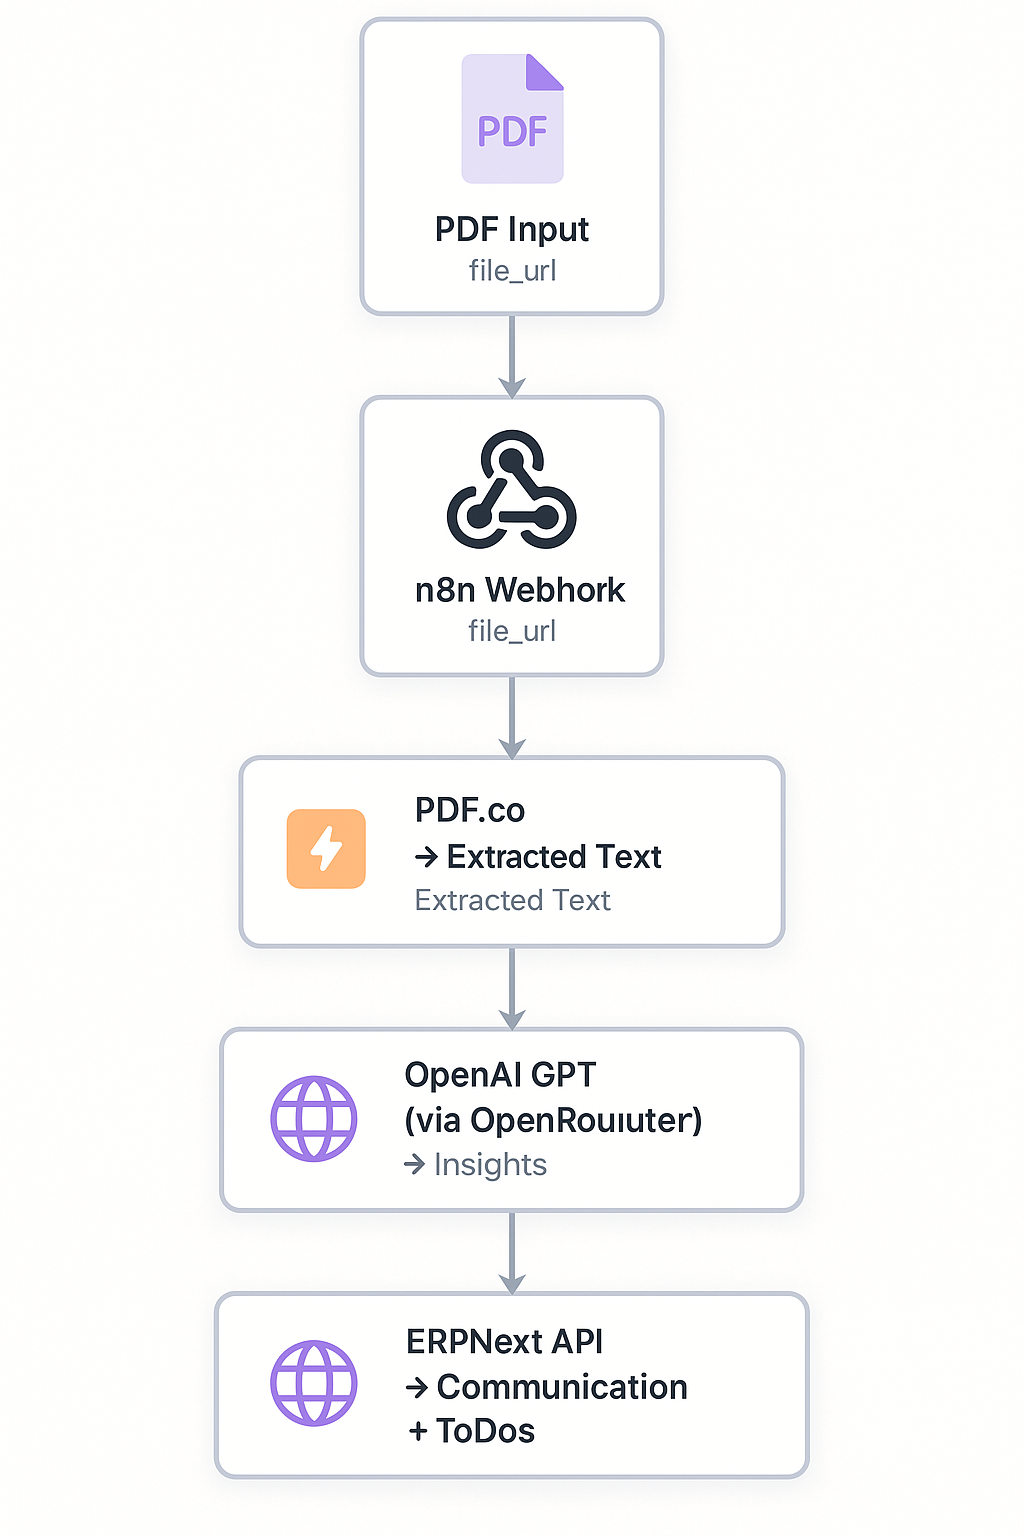 PDF
PDF Input
file_url
n8n Webhork
file_url
PDF.co
→ Extracted Text
Extracted Text
OpenAI GPT
(via OpenRouıuter)
→ Insights
ERPNext API
→ Communication
+ ToDos